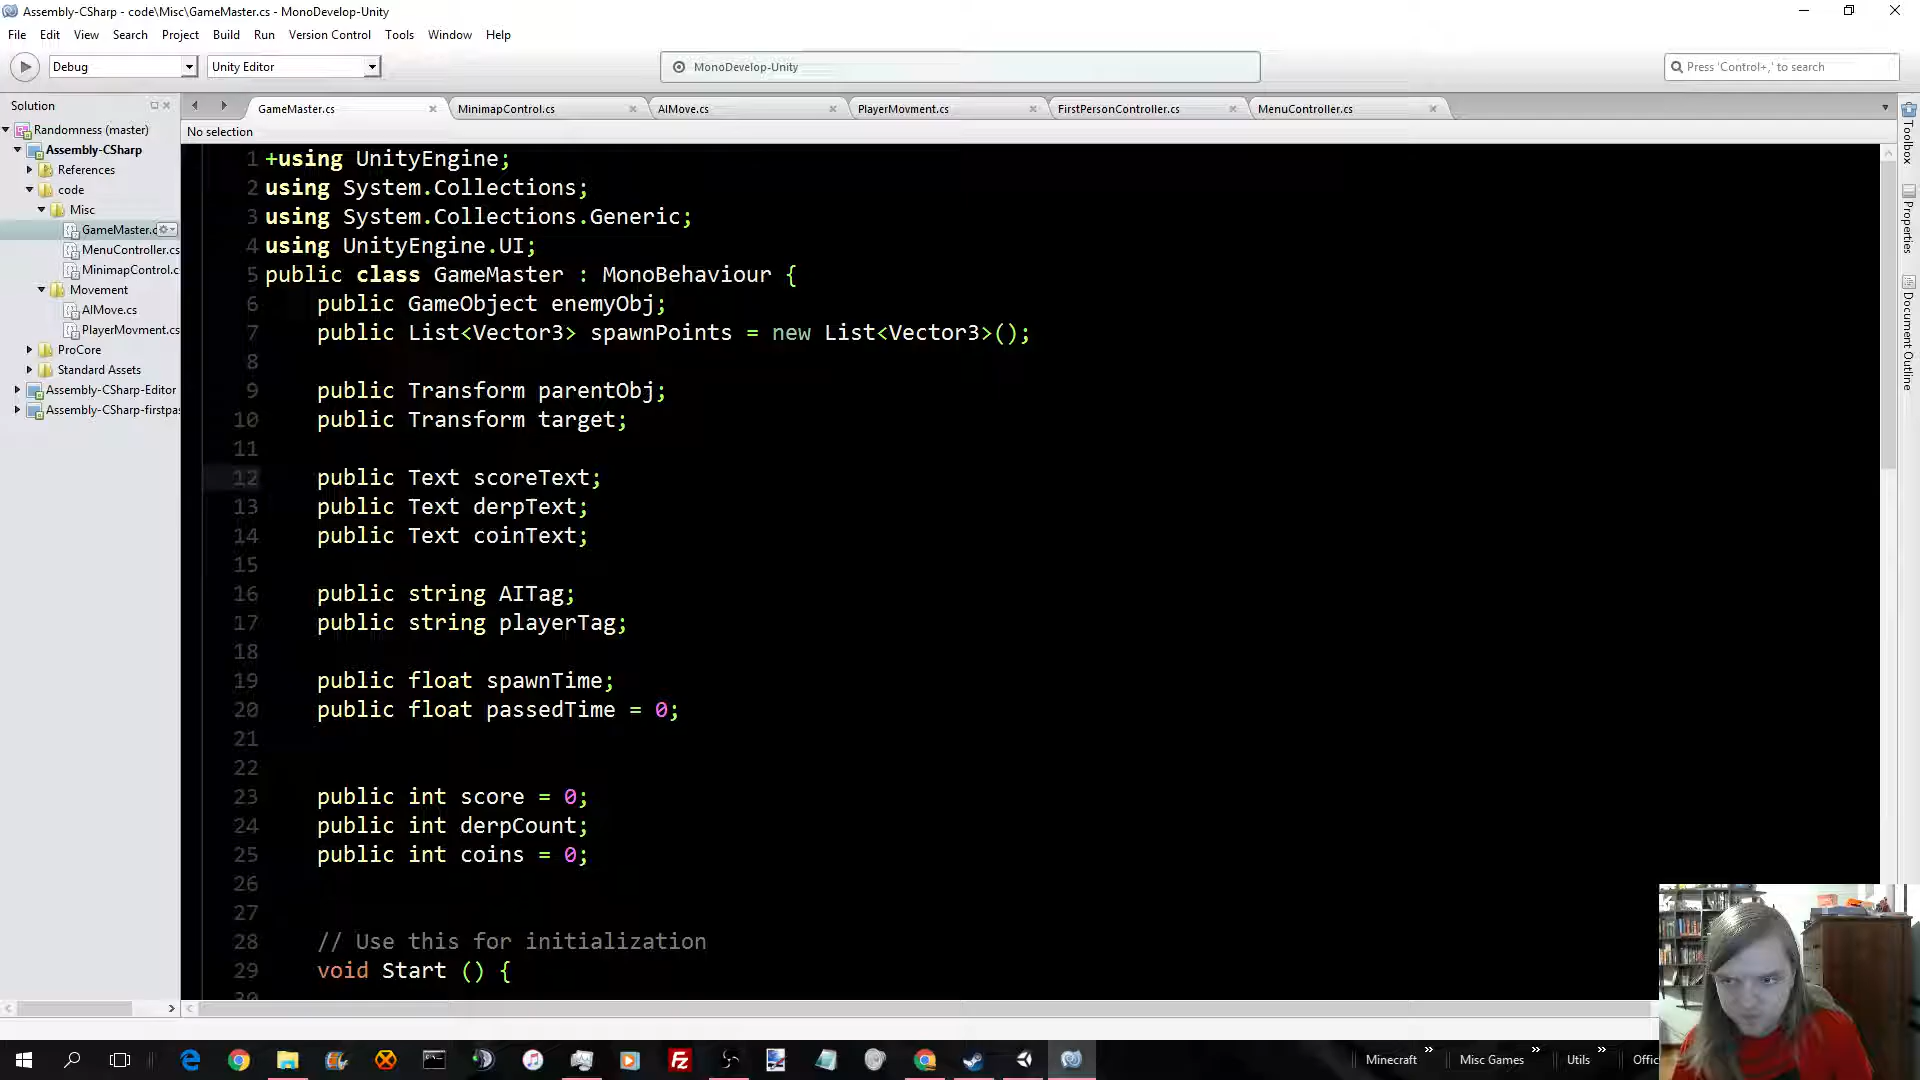 Assembly-CSharp - code\Misc\GameMaster.cs - MonoDevelop-Unity
File Edit View Search Project Build Run Version Control Tools Window Help
Debug Unity Editor MonoDevelop-Unity Press 'Control+,' to search
Solution
GameMaster.cs MinimapControl.cs AIMove.cs PlayerMovment.cs FirstPersonController.cs MenuController.cs
No selection
Randomness (master)
Assembly-CSharp
References
code
Misc
GameMaster.c
MenuController.cs
MinimapControl.c
Movement
AIMove.cs
PlayerMovment.cs
ProCore
Standard Assets
Assembly-CSharp-Editor
Assembly-CSharp-firstpas
1 +using UnityEngine;
2 using System.Collections;
3 using System.Collections.Generic;
4 using UnityEngine.UI;
5 public class GameMaster : MonoBehaviour {
6 public GameObject enemyObj;
7 public List<Vector3> spawnPoints = new List<Vector3>();
8
9 public Transform parentObj;
10 public Transform target;
11
12 public Text scoreText;
13 public Text derpText;
14 public Text coinText;
15
16 public string AITag;
17 public string playerTag;
18
19 public float spawnTime;
20 public float passedTime = 0;
21
22
23 public int score = 0;
24 public int derpCount;
25 public int coins = 0;
26
27
28 // Use this for initialization
29 void Start () {
30
Toolbox
Properties
Document Outline
Minecraft » Misc Games » Utils » Offic